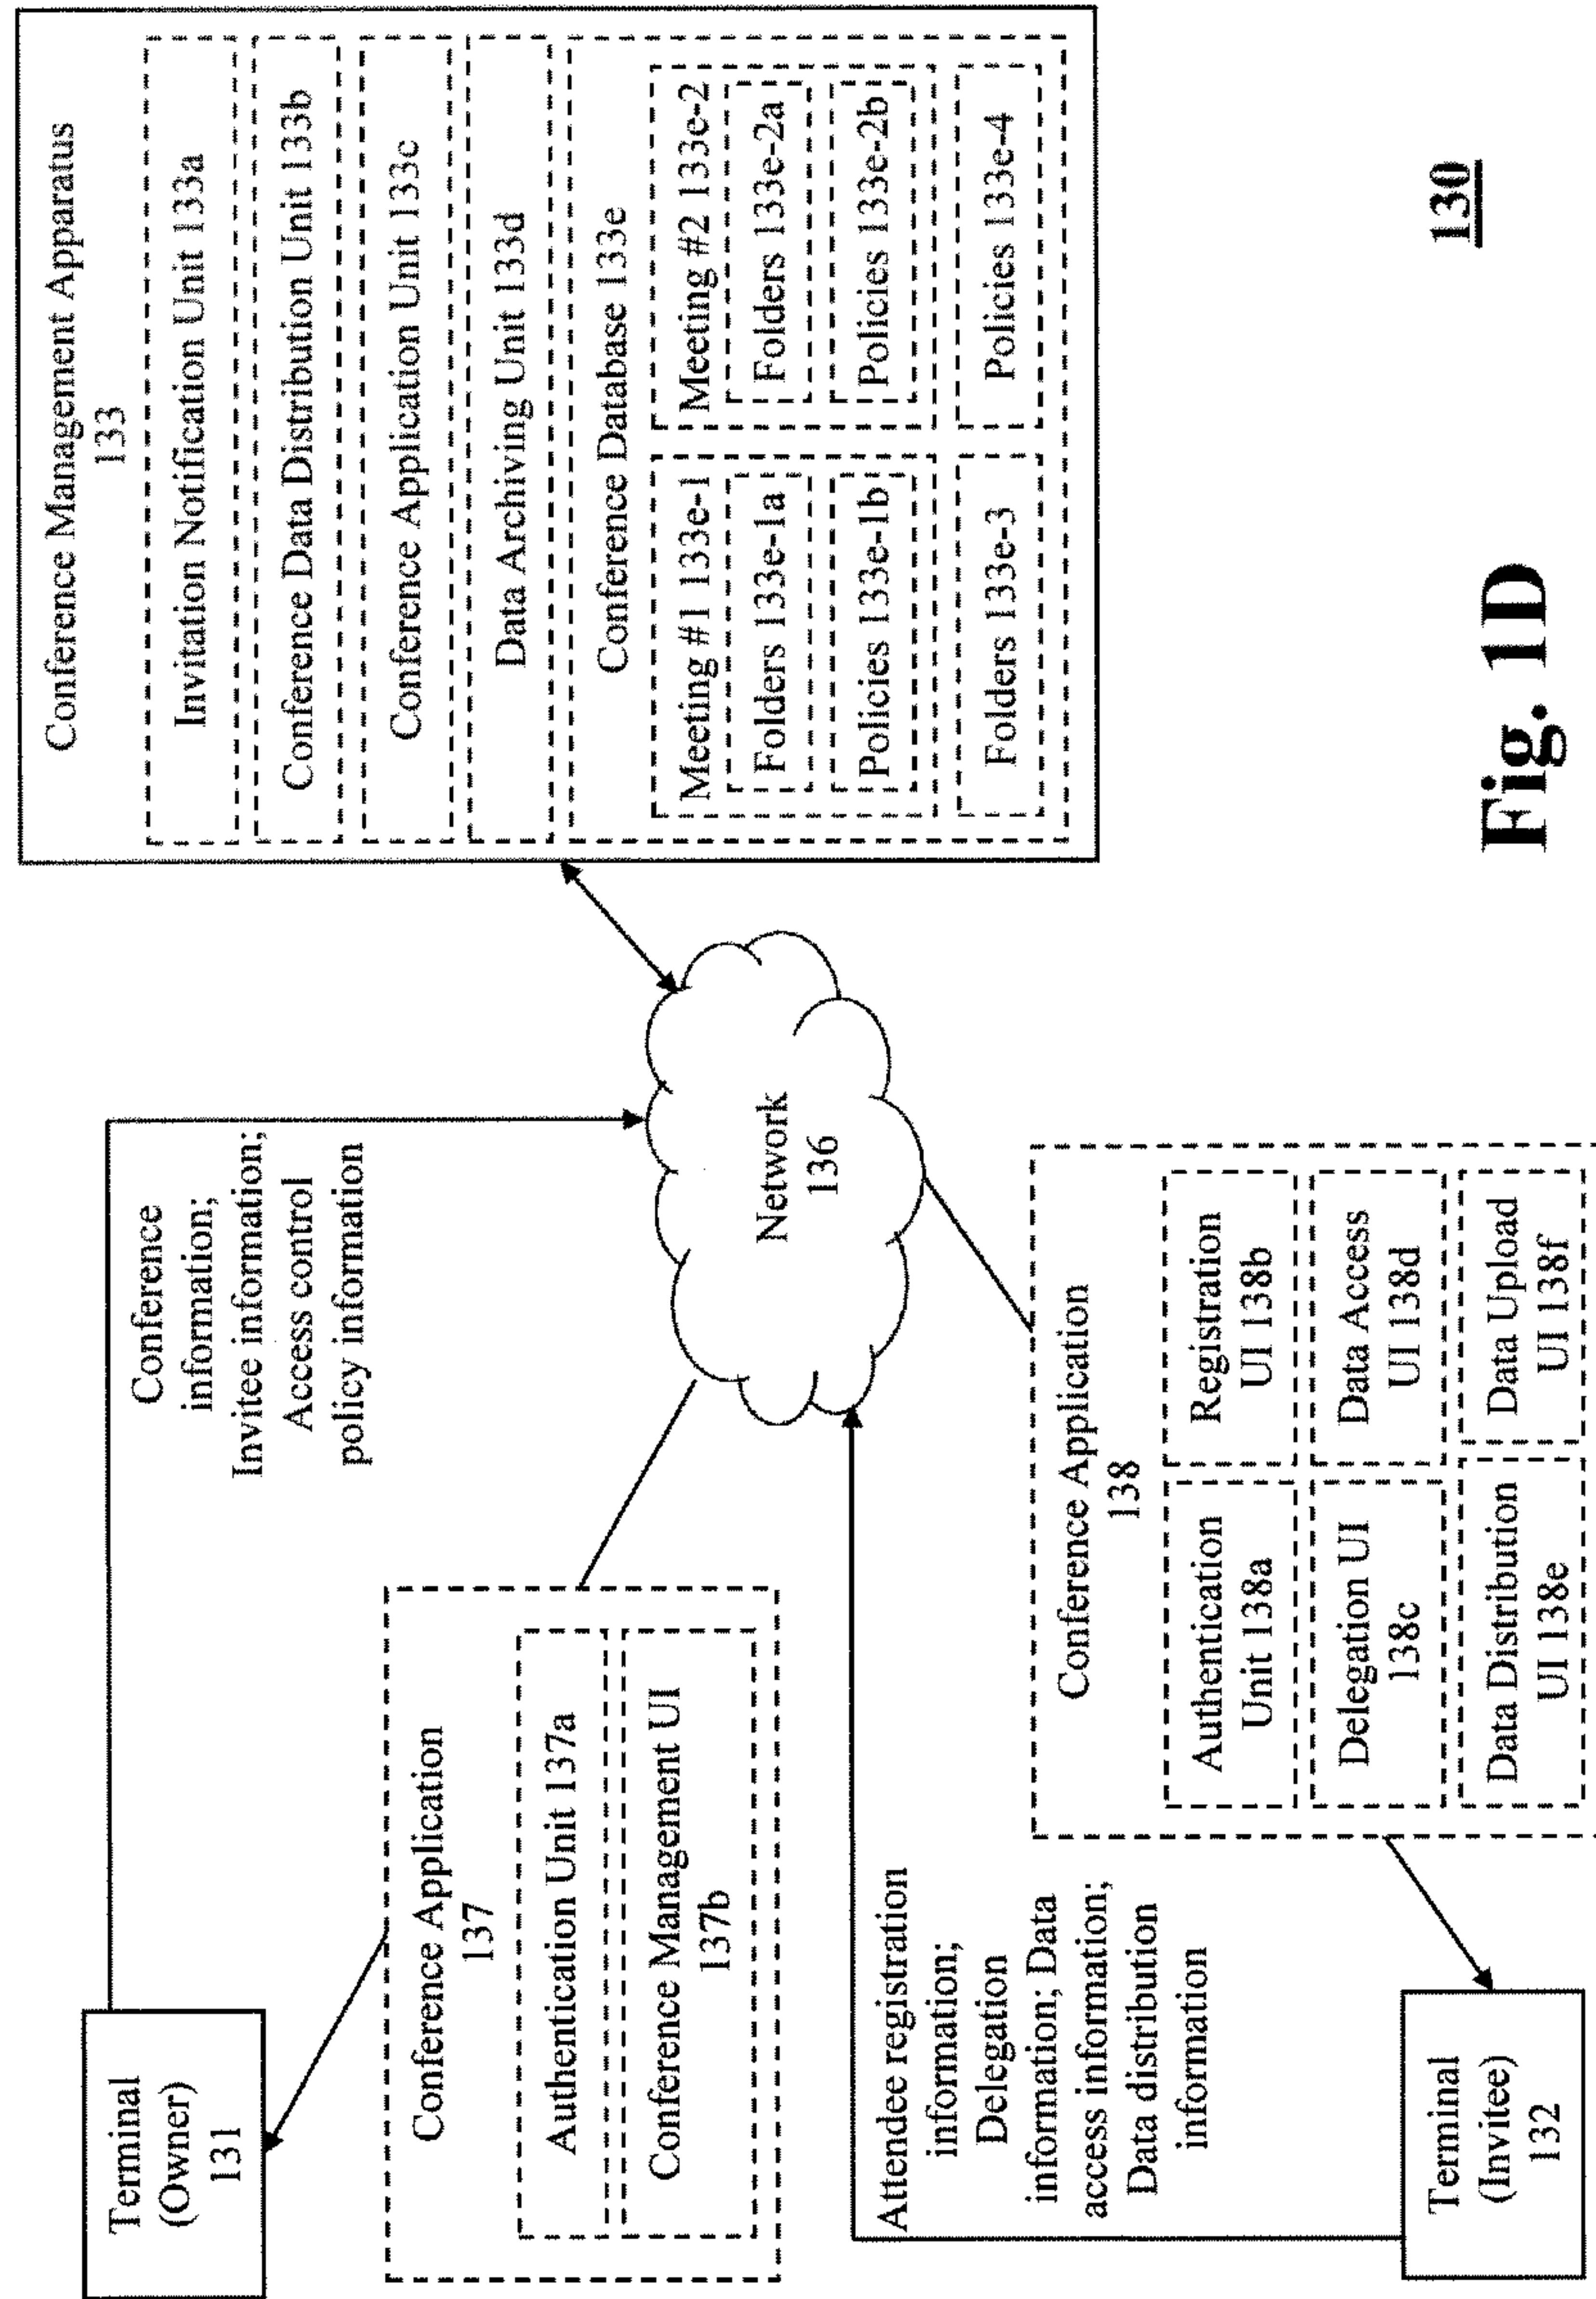 Terminal
(Owner)
131
Conference
information;
Invitee information;
Access control
policy information
Conference Application
137
Authentication Unit 137a
Conference Management UI
137b
Network
136
Attendee registration
information;
Delegation
information; Data
access information;
Data distribution
information
Terminal
(Invitee)
132
Conference Application
138
Authentication
Unit 138a
Registration
UI 138b
Delegation UI
138c
Data Access
UI 138d
Data Distribution
UI 138e
Data Upload
UI 138f
Conference Management Apparatus
133
Invitation Notification Unit 133a
Conference Data Distribution Unit 133b
Conference Application Unit 133c
Data Archiving Unit 133d
Conference Database 133e
Meeting #1 133e-1
Folders 133e-1a
Policies 133e-1b
Meeting #2 133e-2
Folders 133e-2a
Policies 133e-2b
Folders 133e-3
Policies 133e-4
130
Fig. 1D